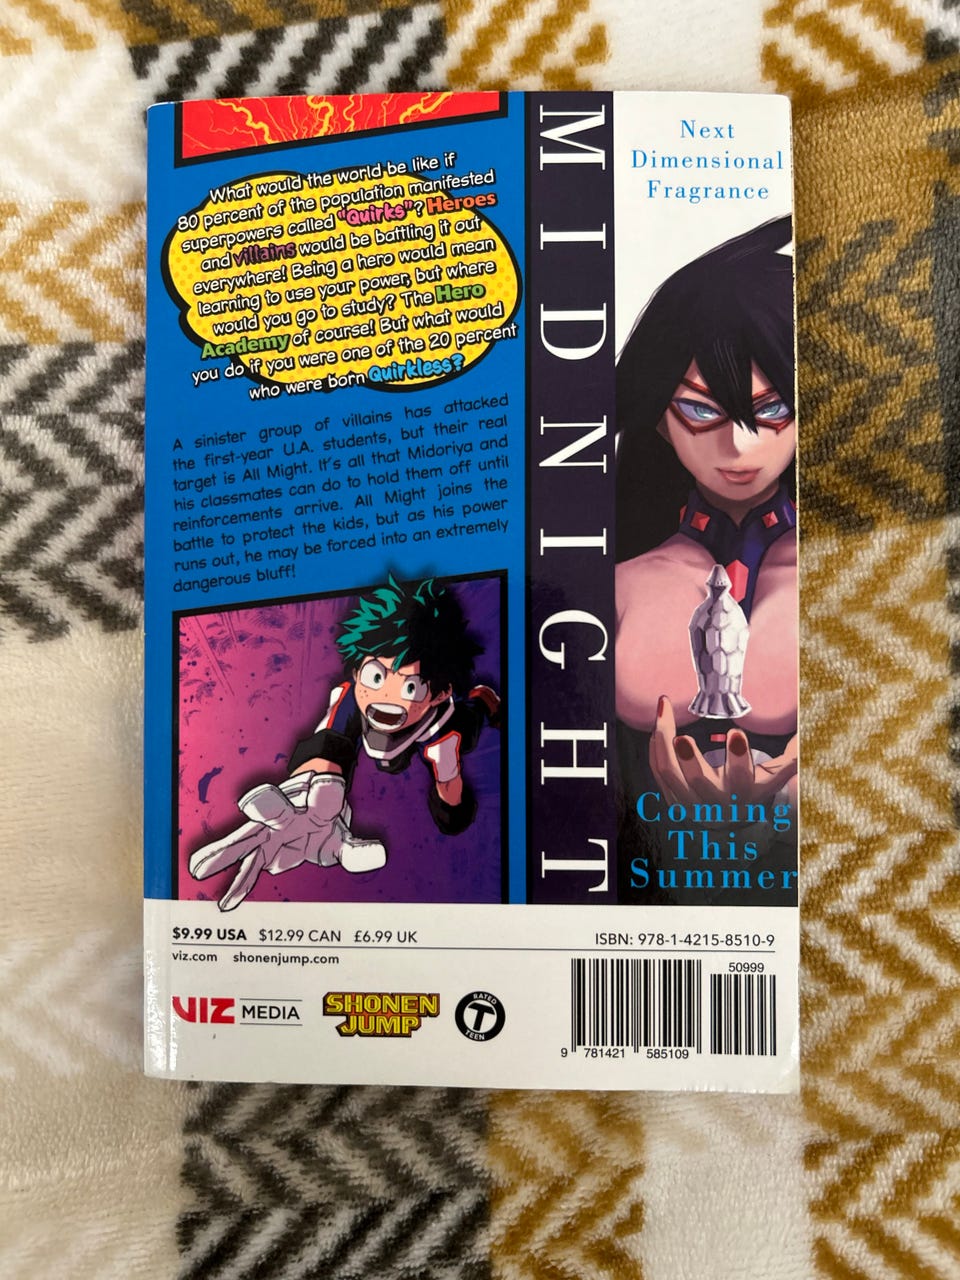 What would the world be like if
80 percent of the population manifested
superpowers called "Quirks"? Heroes
and villains would be battling it out
everywhere! Being a hero would mean
learning to use your power, but where
would you go to study? The Hero
Academy of course! But what would
you do if you were one of the 20 percent
who were born Quirkless?
A sinister group of villains has attacked
the first-year U.A. students, but their real
target is All Might. It's all that Midoriya and
his classmates can do to hold them off until
reinforcements arrive. All Might joins the
battle to protect the kids, but as his power
runs out, he may be forced into an extremely
dangerous bluff!
MIDNIGHT
Next
Dimensional
Fragrance
Coming
This
Summer
$9.99 USA $12.99 CAN £6.99 UK
viz.com shonenjump.com
VIZ MEDIA
SHONEN
JUMP
RATED
T
TEEN
ISBN: 978-1-4215-8510-9
50999
9 781421 585109